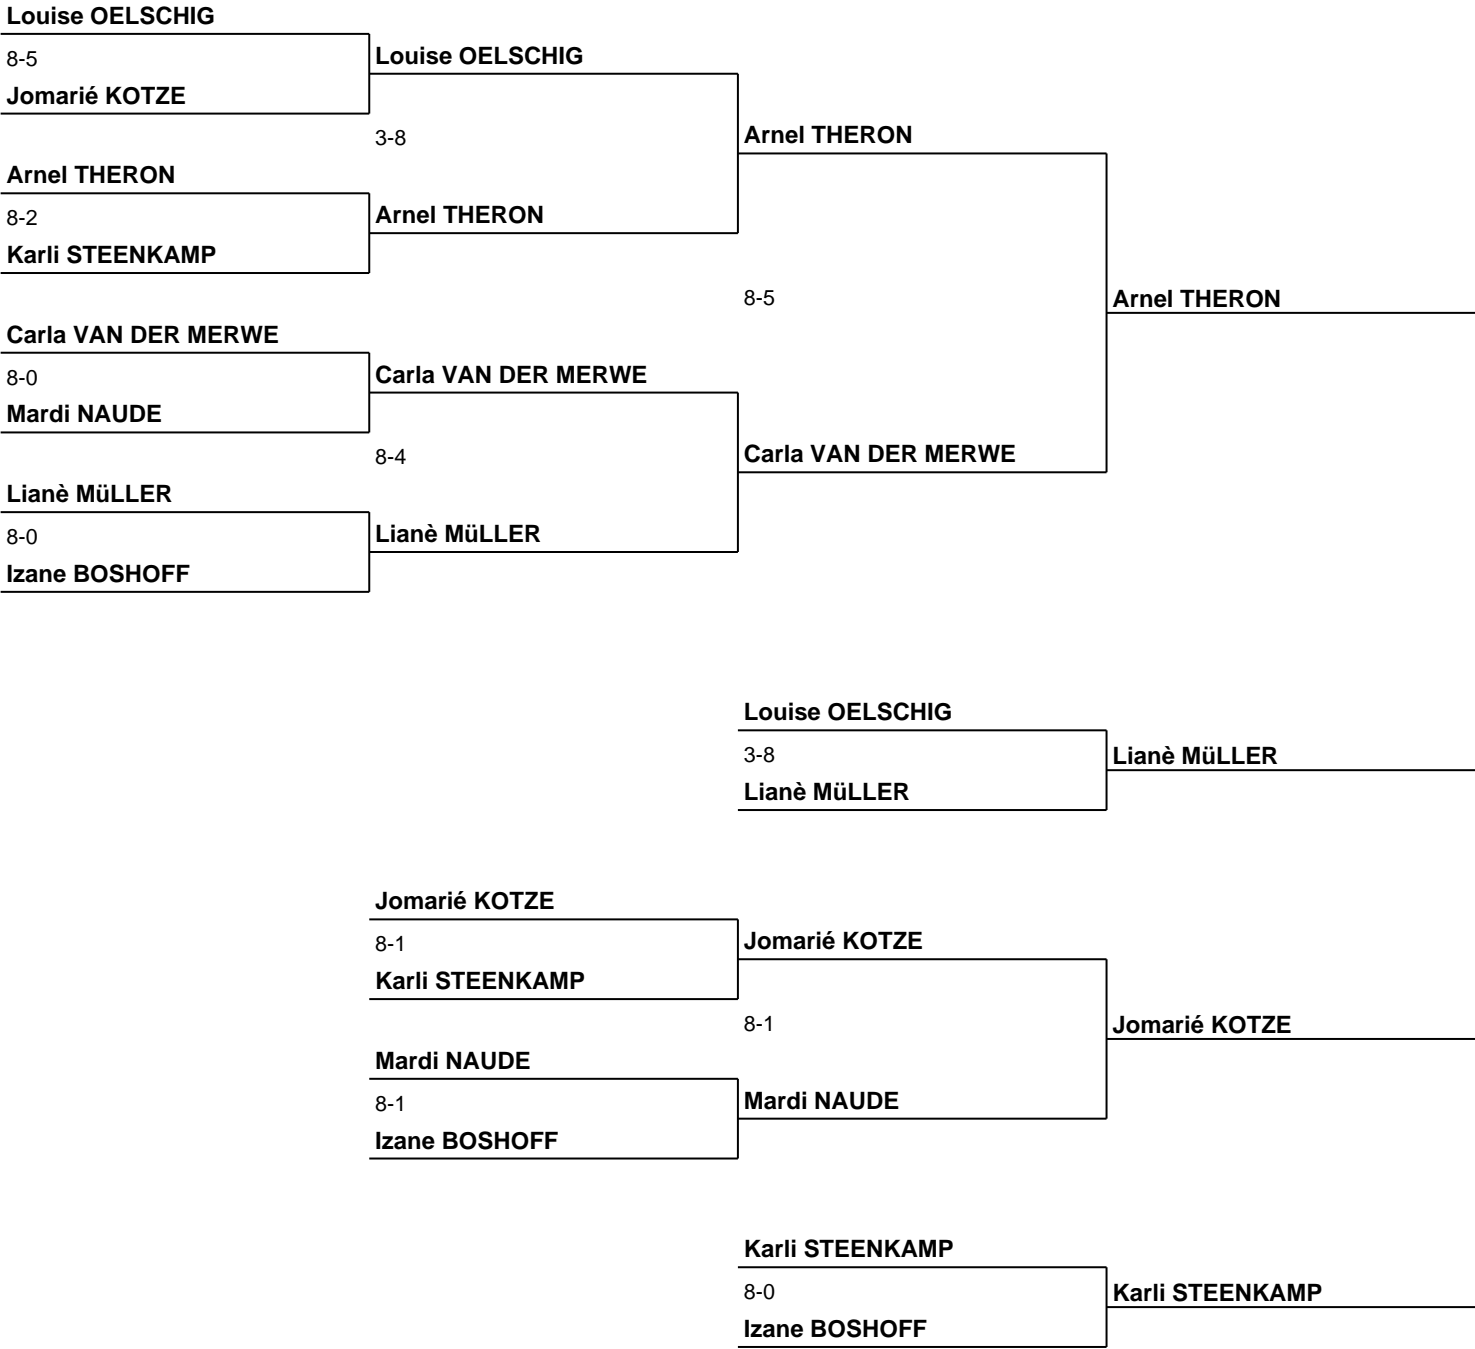 Louise OELSCHIG
8-5
Jomarié KOTZE
Louise OELSCHIG
3-8
Arnel THERON
Arnel THERON
8-2
Karli STEENKAMP
Arnel THERON
8-5
Arnel THERON
Carla VAN DER MERWE
8-0
Mardi NAUDE
Carla VAN DER MERWE
8-4
Carla VAN DER MERWE
Lianè MüLLER
8-0
Izane BOSHOFF
Lianè MüLLER
Louise OELSCHIG
3-8
Lianè MüLLER
Lianè MüLLER
Jomarié KOTZE
8-1
Karli STEENKAMP
Jomarié KOTZE
8-1
Jomarié KOTZE
Mardi NAUDE
8-1
Izane BOSHOFF
Mardi NAUDE
Karli STEENKAMP
8-0
Izane BOSHOFF
Karli STEENKAMP